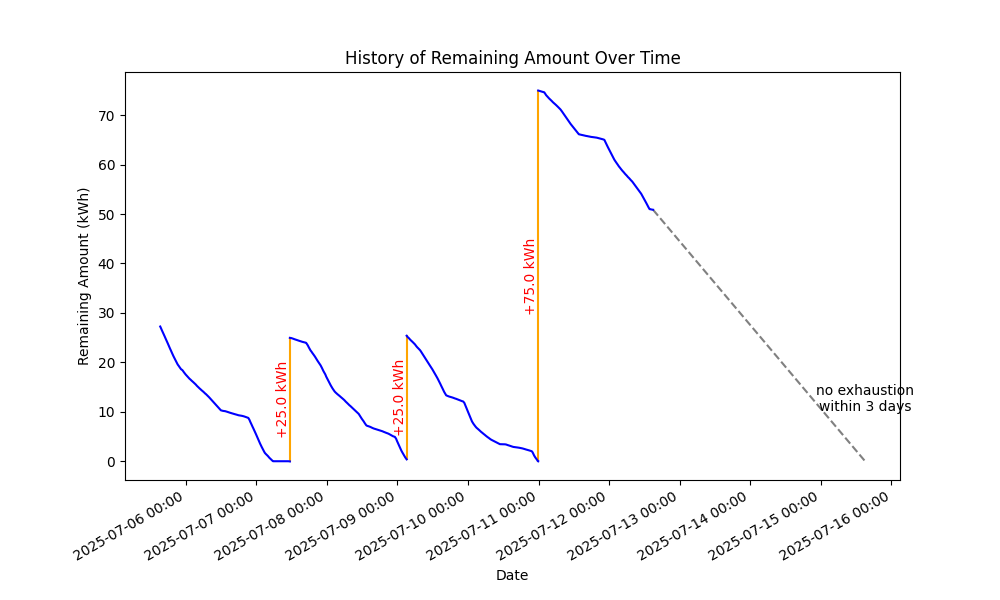 History of Remaining Amount Over Time
Remaining Amount (kWh)
70
60
50
40
30
20
10
0
+25.0 kWh
+25.0 kWh
+75.0 kWh
no exhaustion
within 3 days
2025-07-06 00:00
2025-07-07 00:00
2025-07-08 00:00
2025-07-09 00:00
2025-07-10 00:00
2025-07-11 00:00
2025-07-12 00:00
2025-07-13 00:00
2025-07-14 00:00
2025-07-15 00:00
2025-07-16 00:00
Date